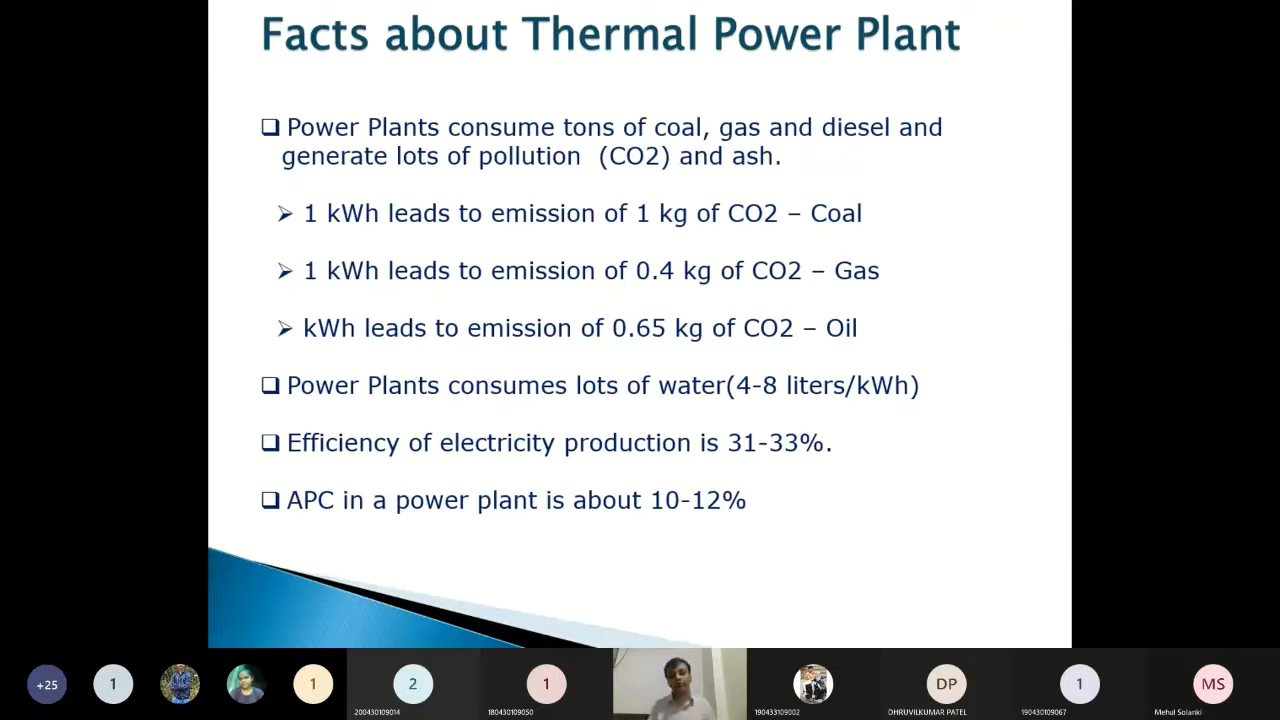 Facts about Thermal Power Plant
❑ Power Plants consume tons of coal, gas and diesel and
generate lots of pollution (CO2) and ash.
➢ 1 kWh leads to emission of 1 kg of CO2 – Coal
➢ 1 kWh leads to emission of 0.4 kg of CO2 – Gas
➢ kWh leads to emission of 0.65 kg of CO2 – Oil
❑ Power Plants consumes lots of water(4-8 liters/kWh)
❑ Efficiency of electricity production is 31-33%.
❑ APC in a power plant is about 10-12%
+25
1
1
2
1
DP
1
MS
200430109014
180430109050
190433109002
DHRUVILKUMAR PATEL
190430109067
Mehul Solanki